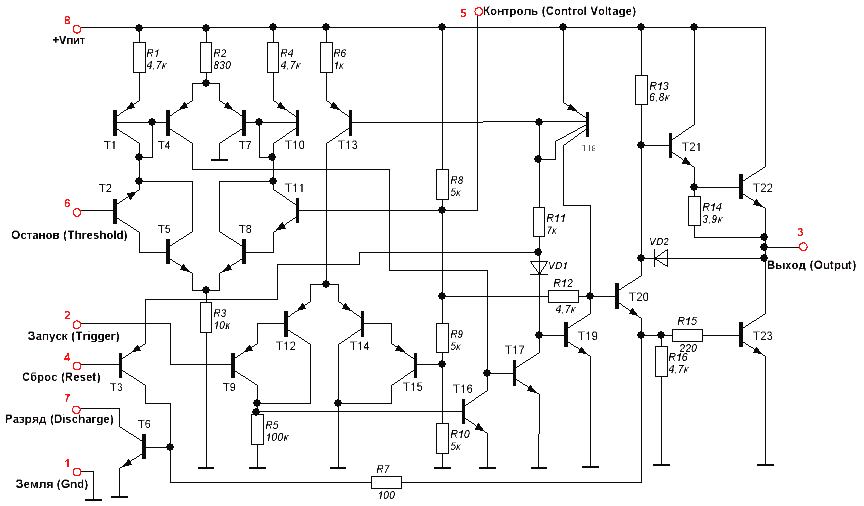 8
+Vпит
5 Контроль (Control Voltage)
R1
4,7к
R2
830
R4
4,7к
R6
1к
R13
6,8к
T1
T4
T7
T10
T13
T18
T21
T22
R8
5к
R14
3,9к
6
Останов (Threshold)
T2
T11
T5
T8
R11
7к
VD2
3
Выход (Output)
VD1
R12
4,7к
T20
R3
10к
2
Запуск (Trigger)
T12
T14
R9
5к
T19
R15
220
T23
4
Сброс (Reset)
T3
T9
T15
T17
R16
4,7к
7
Разряд (Discharge)
T6
R5
100к
T16
R10
5к
1
Земля (Gnd)
R7
100